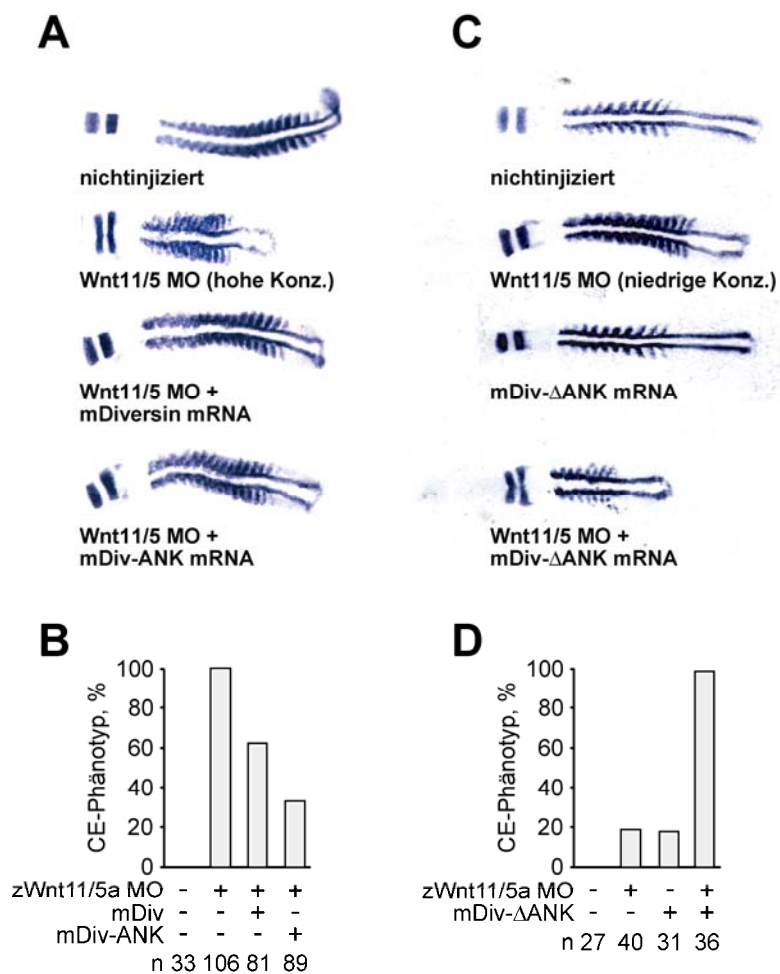 A
nichtinjiziert
Wnt11/5 MO (hohe Konz.)
Wnt11/5 MO +
mDiversin mRNA
Wnt11/5 MO +
mDiv-ANK mRNA
C
nichtinjiziert
Wnt11/5 MO (niedrige Konz.)
mDiv-ΔANK mRNA
Wnt11/5 MO +
mDiv-ΔANK mRNA
B
CE-Phänotyp, %
100
80
60
40
20
0
zWnt11/5a MO - + + +
mDiv - - + -
mDiv-ANK - - - +
n 33 106 81 89
D
CE-Phänotyp, %
100
80
60
40
20
0
zWnt11/5a MO - + - +
mDiv-ΔANK - - + +
n 27 40 31 36